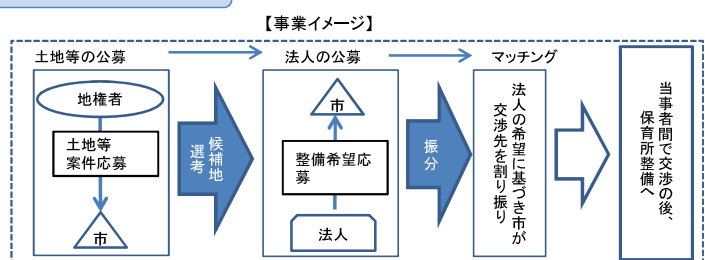 【事業イメージ】
土地等の公募
地権者
土地等
案件応募
市
候補地
選考
法人の公募
市
整備希望応
募
法人
振分
マッチング
法人の希望に基づき市が
交渉先を割り振り
当事者間で交渉の後、
保育所整備へ